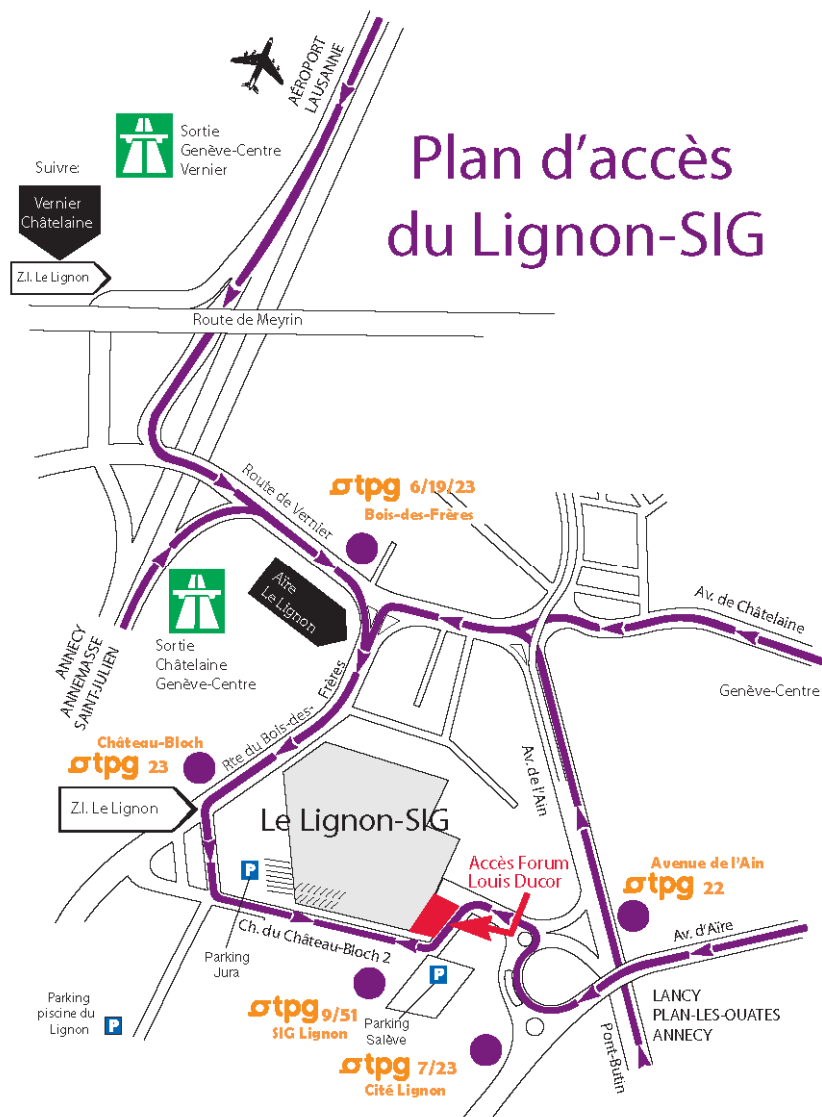 AÉROPORT
LAUSANNE
Sortie
Genève-Centre
Vernier
Suivre:
Vernier
Châtelaine
Z.I. Le Lignon
Plan d'accès
du Lignon-SIG
Route de Meyrin
Route de Vernier
tpg 6/19/23
Bois-des-Frères
Aïre
Le Lignon
ANNECY
ANNEMASSE
SAINT-JULIEN
Sortie
Châtelaine
Genève-Centre
Av. de Châtelaine
Genève-Centre
Rte du Bois-des-Frères
Château-Bloch
tpg 23
Z.I. Le Lignon
Le Lignon-SIG
Av. de l'Ain
Accès Forum
Louis Ducor
Avenue de l'Ain
tpg 22
P
Parking
Jura
Ch. du Château-Bloch 2
Av. d'Aïre
LANCY
PLAN-LES-OUATES
ANNECY
Pont-Butin
Parking
piscine du
Lignon
P
tpg 9/51
SIG Lignon
P
Parking
Salève
tpg 7/23
Cité Lignon